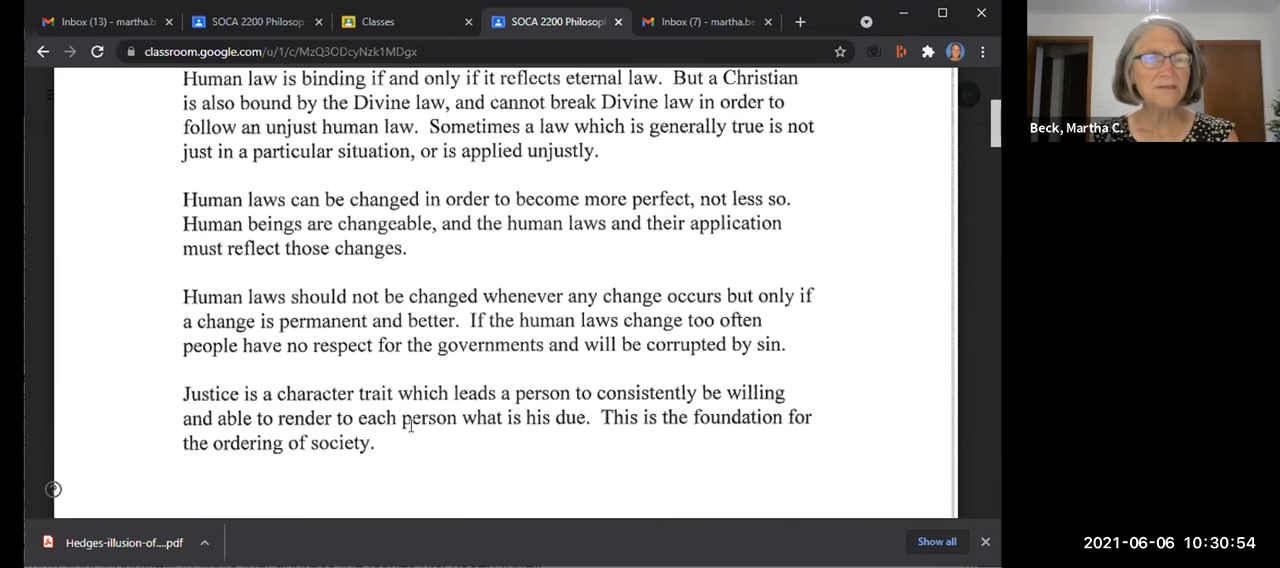 Inbox (13) - martha.b
SOCA 2200 Philosop
Classes
SOCA 2200 Philosop
Inbox (7) - martha.be
classroom.google.com/u/1/c/MzQ3ODcyNzk1MDgx
Human law is binding if and only if it reflects eternal law. But a Christian
is also bound by the Divine law, and cannot break Divine law in order to
follow an unjust human law. Sometimes a law which is generally true is not
just in a particular situation, or is applied unjustly.
Human laws can be changed in order to become more perfect, not less so.
Human beings are changeable, and the human laws and their application
must reflect those changes.
Human laws should not be changed whenever any change occurs but only if
a change is permanent and better. If the human laws change too often
people have no respect for the governments and will be corrupted by sin.
Justice is a character trait which leads a person to consistently be willing
and able to render to each person what is his due. This is the foundation for
the ordering of society.
Hedges-illusion-of....pdf
Show all
Beck, Martha C.
2021-06-06 10:30:54